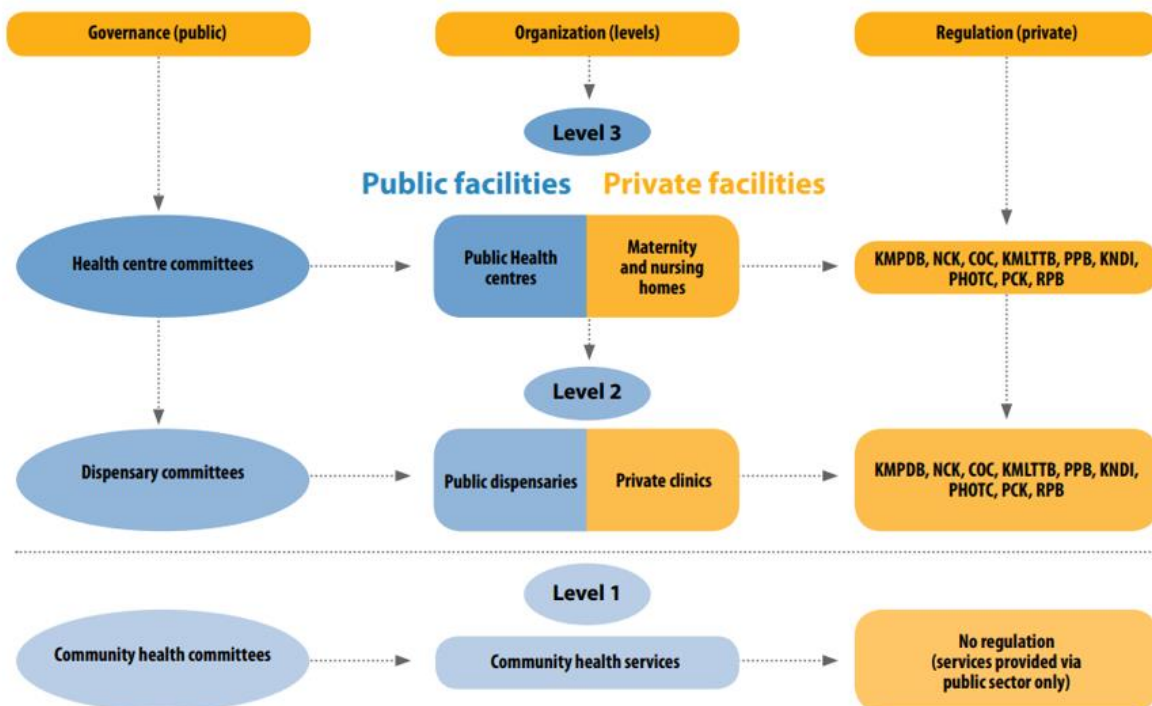 Governance (public)
Organization (levels)
Regulation (private)
Level 3
Public facilities
Private facilities
Health centre committees
Public Health
centres
Maternity
and nursing
homes
KMPDB, NCK, COC, KMLTTB, PPB, KNDI,
PHOTC, PCK, RPB
Level 2
Dispensary committees
Public dispensaries
Private clinics
KMPDB, NCK, COC, KMLTTB, PPB, KNDI,
PHOTC, PCK, RPB
Level 1
Community health committees
Community health services
No regulation
(services provided via
public sector only)